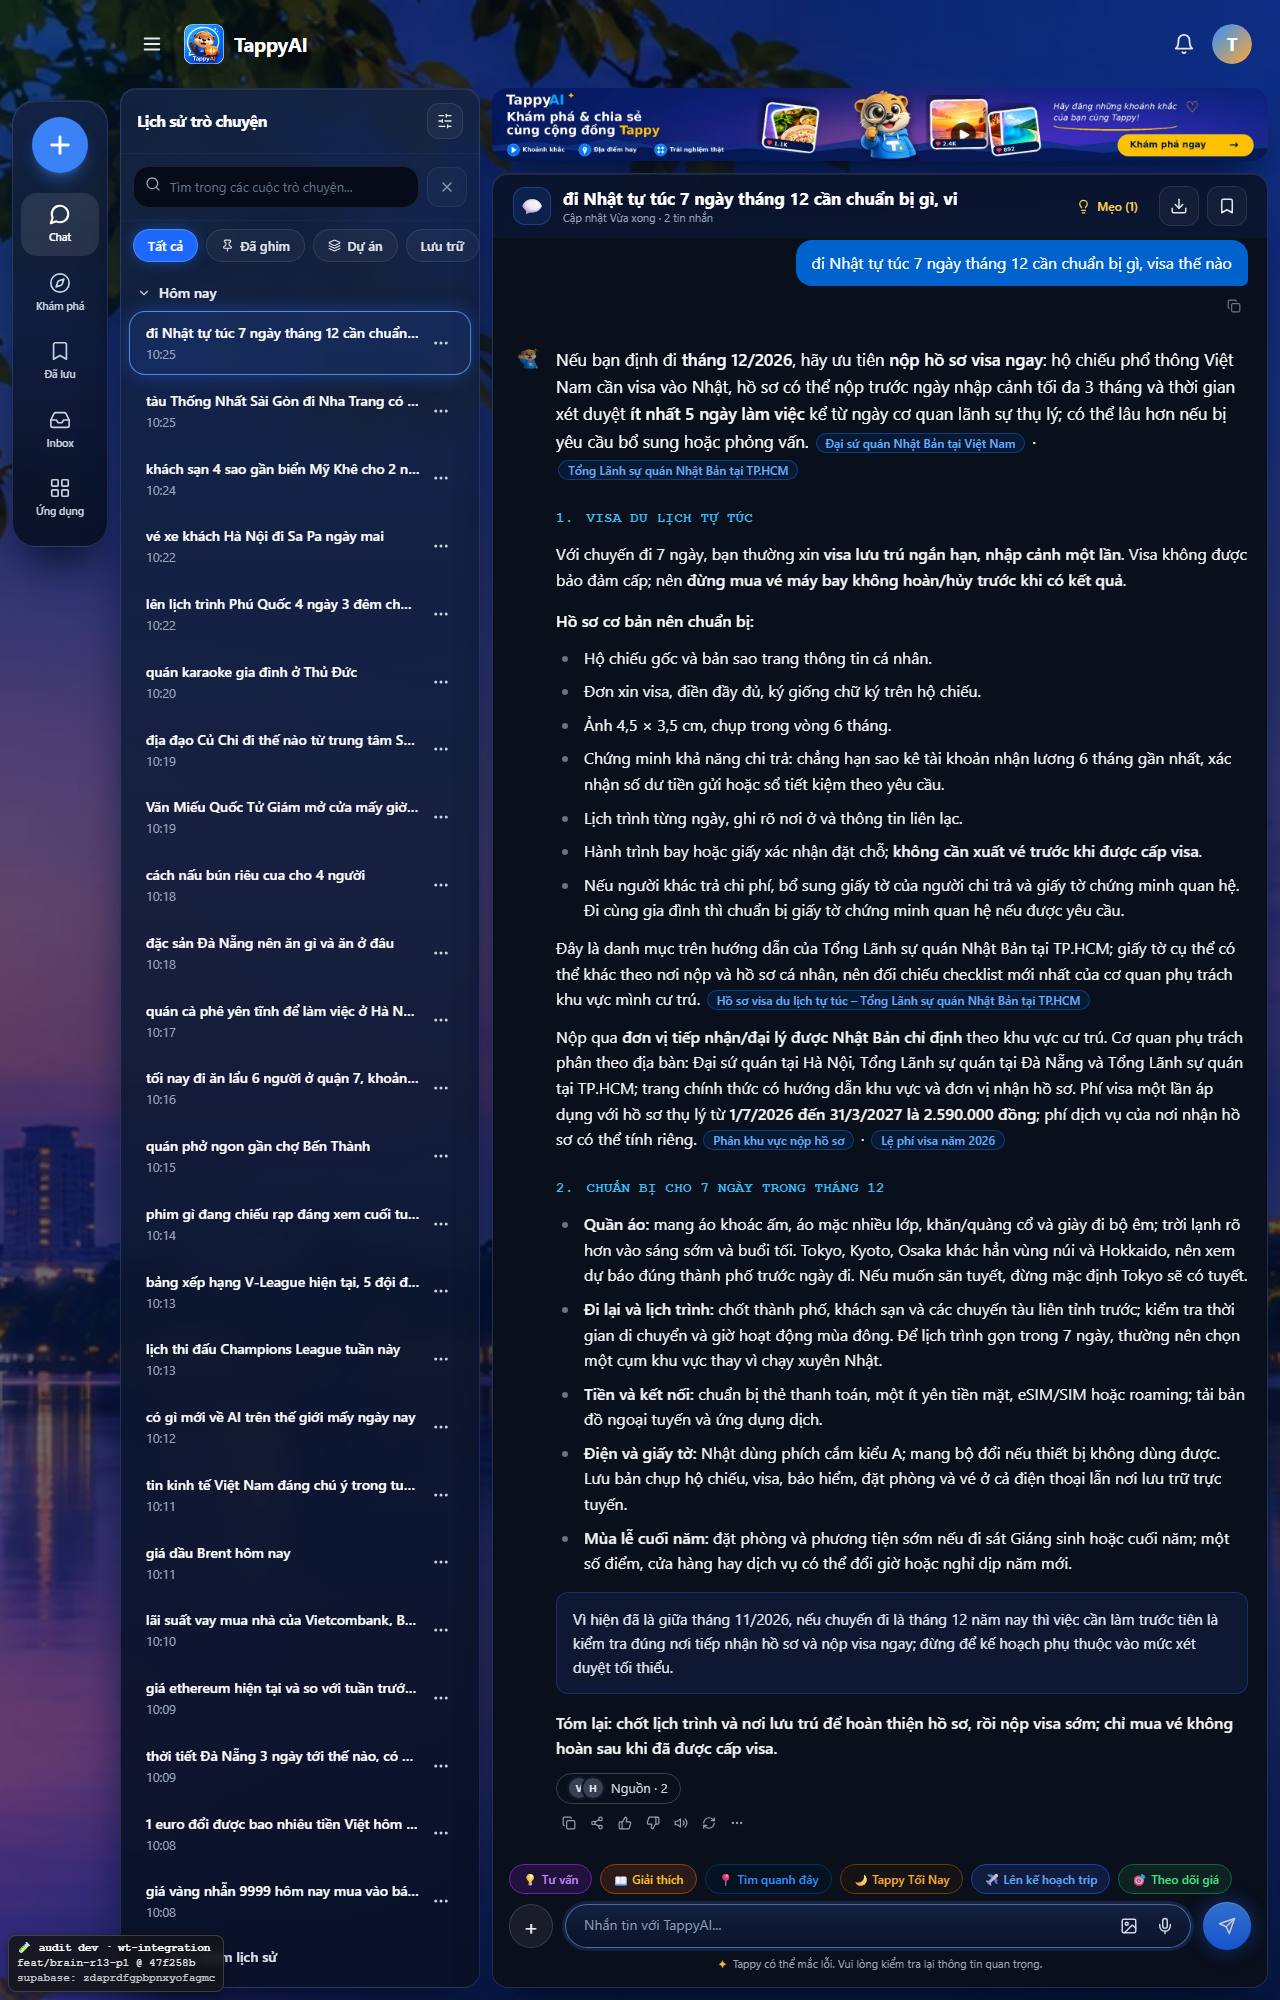 TappyAI
T
Lịch sử trò chuyện
Tìm trong các cuộc trò chuyện...
Tất cả
Đã ghim
Dự án
Lưu trữ
Hôm nay
Chat
Khám phá
Đã lưu
Inbox
Ứng dụng
đi Nhật tự túc 7 ngày tháng 12 cần chuẩn...
10:25
tàu Thống Nhất Sài Gòn đi Nha Trang có ...
10:25
khách sạn 4 sao gần biển Mỹ Khê cho 2 n...
10:24
vé xe khách Hà Nội đi Sa Pa ngày mai
10:22
lên lịch trình Phú Quốc 4 ngày 3 đêm ch...
10:22
quán karaoke gia đình ở Thủ Đức
10:20
địa đạo Củ Chi đi thế nào từ trung tâm S...
10:19
Văn Miếu Quốc Tử Giám mở cửa mấy giờ...
10:19
cách nấu bún riêu cua cho 4 người
10:18
đặc sản Đà Nẵng nên ăn gì và ăn ở đâu
10:18
quán cà phê yên tĩnh để làm việc ở Hà N...
10:17
tối nay đi ăn lẩu 6 người ở quận 7, khoản...
10:16
quán phở ngon gần chợ Bến Thành
10:15
phim gì đang chiếu rạp đáng xem cuối tu...
10:14
bảng xếp hạng V-League hiện tại, 5 đội đ...
10:13
lịch thi đấu Champions League tuần này
10:13
có gì mới về AI trên thế giới mấy ngày nay
10:12
tin kinh tế Việt Nam đáng chú ý trong tu...
10:11
giá dầu Brent hôm nay
10:11
lãi suất vay mua nhà của Vietcombank, B...
10:10
giá ethereum hiện tại và so với tuần trướ...
10:09
thời tiết Đà Nẵng 3 ngày tới thế nào, có ...
10:09
1 euro đổi được bao nhiêu tiền Việt hôm ...
10:08
giá vàng nhẫn 9999 hôm nay mua vào bá...
10:08
lịch sử
audit dev · wt-integration
feat/brain-r13-p1 @ 47f258b
supabase: zdaprdfgpbpnxyofagmc
TappyAI
Khám phá & chia sẻ
cùng cộng đồng Tappy
Khoảnh khắc
Địa điểm hay
Trải nghiệm thật
1.1K
2.4K
892
Hãy đăng những khoảnh khắc
của bạn cùng Tappy!
Khám phá ngay →
đi Nhật tự túc 7 ngày tháng 12 cần chuẩn bị gì, vi
Cập nhật Vừa xong · 2 tin nhắn
Mẹo (1)
đi Nhật tự túc 7 ngày tháng 12 cần chuẩn bị gì, visa thế nào
Nếu bạn định đi tháng 12/2026, hãy ưu tiên nộp hồ sơ visa ngay: hộ chiếu phổ thông Việt
Nam cần visa vào Nhật, hồ sơ có thể nộp trước ngày nhập cảnh tối đa 3 tháng và thời gian
xét duyệt ít nhất 5 ngày làm việc kể từ ngày cơ quan lãnh sự thụ lý; có thể lâu hơn nếu bị
yêu cầu bổ sung hoặc phỏng vấn. Đại sứ quán Nhật Bản tại Việt Nam ·
Tổng Lãnh sự quán Nhật Bản tại TP.HCM
1. VISA DU LỊCH TỰ TÚC
Với chuyến đi 7 ngày, bạn thường xin visa lưu trú ngắn hạn, nhập cảnh một lần. Visa không được
bảo đảm cấp; nên đừng mua vé máy bay không hoàn/hủy trước khi có kết quả.
Hồ sơ cơ bản nên chuẩn bị:
Hộ chiếu gốc và bản sao trang thông tin cá nhân.
Đơn xin visa, điền đầy đủ, ký giống chữ ký trên hộ chiếu.
Ảnh 4,5 × 3,5 cm, chụp trong vòng 6 tháng.
Chứng minh khả năng chi trả: chẳng hạn sao kê tài khoản nhận lương 6 tháng gần nhất, xác
nhận số dư tiền gửi hoặc sổ tiết kiệm theo yêu cầu.
Lịch trình từng ngày, ghi rõ nơi ở và thông tin liên lạc.
Hành trình bay hoặc giấy xác nhận đặt chỗ; không cần xuất vé trước khi được cấp visa.
Nếu người khác trả chi phí, bổ sung giấy tờ của người chi trả và giấy tờ chứng minh quan hệ.
Đi cùng gia đình thì chuẩn bị giấy tờ chứng minh quan hệ nếu được yêu cầu.
Đây là danh mục trên hướng dẫn của Tổng Lãnh sự quán Nhật Bản tại TP.HCM; giấy tờ cụ thể có
thể khác theo nơi nộp và hồ sơ cá nhân, nên đối chiếu checklist mới nhất của cơ quan phụ trách
khu vực mình cư trú. Hồ sơ visa du lịch tự túc – Tổng Lãnh sự quán Nhật Bản tại TP.HCM
Nộp qua đơn vị tiếp nhận/đại lý được Nhật Bản chỉ định theo khu vực cư trú. Cơ quan phụ trách
phân theo địa bàn: Đại sứ quán tại Hà Nội, Tổng Lãnh sự quán tại Đà Nẵng và Tổng Lãnh sự quán
tại TP.HCM; trang chính thức có hướng dẫn khu vực và đơn vị nhận hồ sơ. Phí visa một lần áp
dụng với hồ sơ thụ lý từ 1/7/2026 đến 31/3/2027 là 2.590.000 đồng; phí dịch vụ của nơi nhận hồ
sơ có thể tính riêng. Phân khu vực nộp hồ sơ · Lệ phí visa năm 2026
2. CHUẨN BỊ CHO 7 NGÀY TRONG THÁNG 12
Quần áo: mang áo khoác ấm, áo mặc nhiều lớp, khăn/quàng cổ và giày đi bộ êm; trời lạnh rõ
hơn vào sáng sớm và buổi tối. Tokyo, Kyoto, Osaka khác hẳn vùng núi và Hokkaido, nên xem
dự báo đúng thành phố trước ngày đi. Nếu muốn săn tuyết, đừng mặc định Tokyo sẽ có tuyết.
Đi lại và lịch trình: chốt thành phố, khách sạn và các chuyến tàu liên tỉnh trước; kiểm tra thời
gian di chuyển và giờ hoạt động mùa đông. Để lịch trình gọn trong 7 ngày, thường nên chọn
một cụm khu vực thay vì chạy xuyên Nhật.
Tiền và kết nối: chuẩn bị thẻ thanh toán, một ít yên tiền mặt, eSIM/SIM hoặc roaming; tải bản
đồ ngoại tuyến và ứng dụng dịch.
Điện và giấy tờ: Nhật dùng phích cắm kiểu A; mang bộ đổi nếu thiết bị không dùng được.
Lưu bản chụp hộ chiếu, visa, bảo hiểm, đặt phòng và vé ở cả điện thoại lẫn nơi lưu trữ trực
tuyến.
Mùa lễ cuối năm: đặt phòng và phương tiện sớm nếu đi sát Giáng sinh hoặc cuối năm; một
số điểm, cửa hàng hay dịch vụ có thể đổi giờ hoặc nghỉ dịp năm mới.
Vì hiện đã là giữa tháng 11/2026, nếu chuyến đi là tháng 12 năm nay thì việc cần làm trước tiên là
kiểm tra đúng nơi tiếp nhận hồ sơ và nộp visa ngay; đừng để kế hoạch phụ thuộc vào mức xét
duyệt tối thiểu.
Tóm lại: chốt lịch trình và nơi lưu trú để hoàn thiện hồ sơ, rồi nộp visa sớm; chỉ mua vé không
hoàn sau khi đã được cấp visa.
V H Nguồn · 2
Tư vấn
Giải thích
Tìm quanh đây
Tappy Tối Nay
Lên kế hoạch trip
Theo dõi giá
Nhắn tin với TappyAI...
Tappy có thể mắc lỗi. Vui lòng kiểm tra lại thông tin quan trọng.